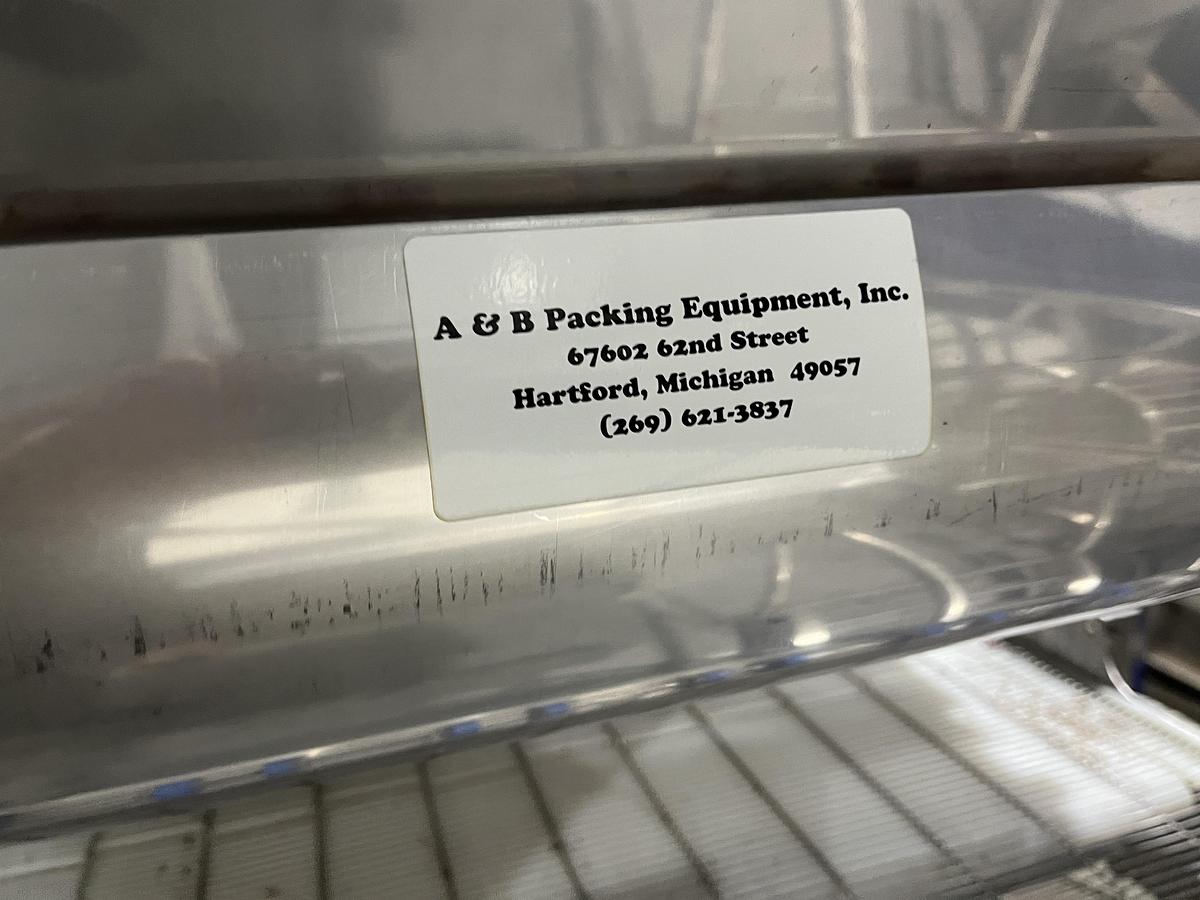 A & B Packing Equipment, Inc.
67602 62nd Street
Hartford, Michigan 49057
(269) 621-3837